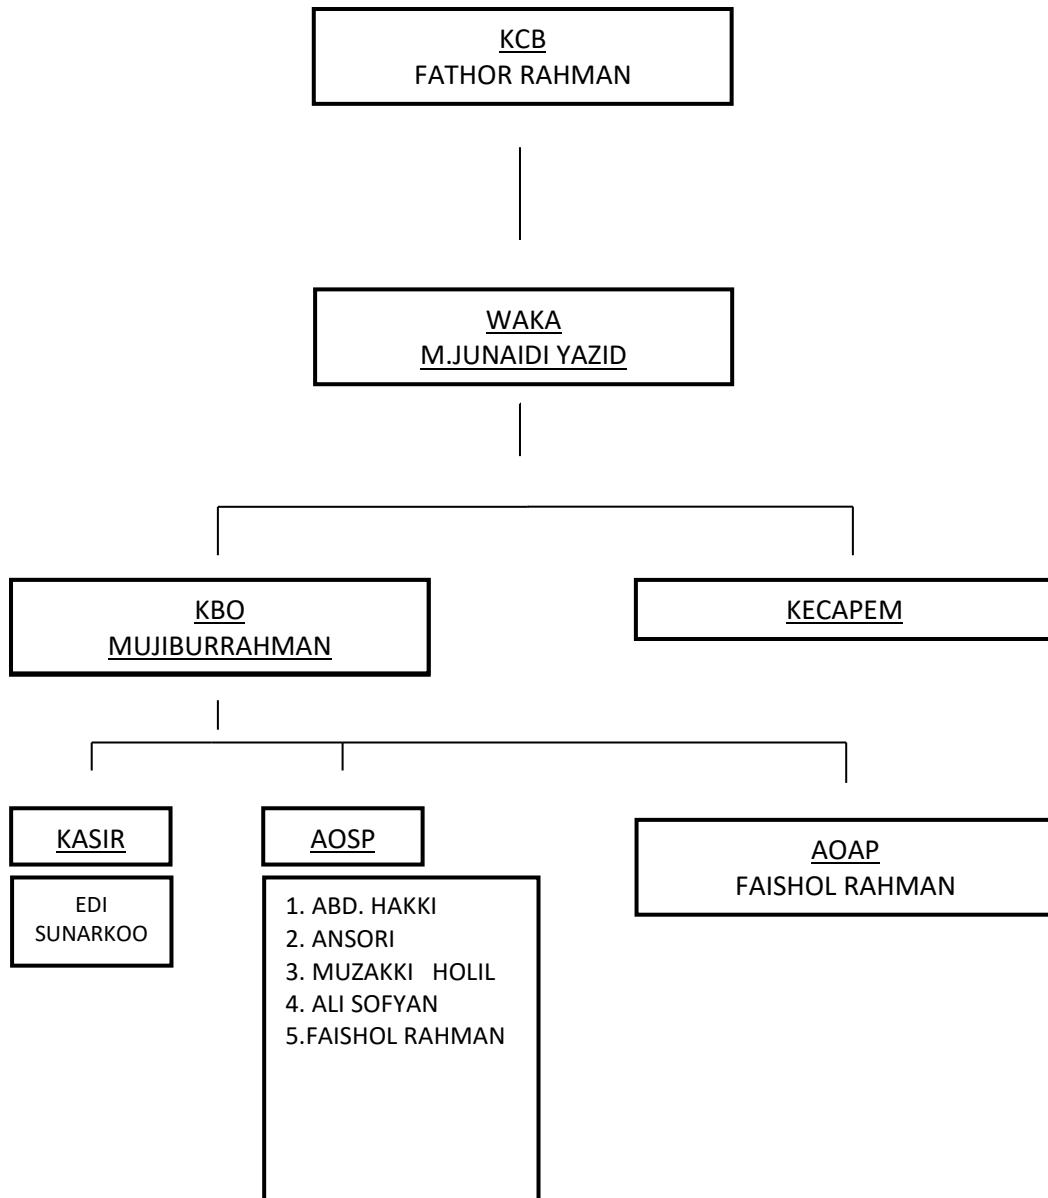 KCB
FATHOR RAHMAN
WAKA
M.JUNAIDI YAZID
KBO
MUJIBURRAHMAN
KECAPEM
KASIR
EDI
SUNARKOO
AOSP
1. ABD. HAKKI
2. ANSORI
3. MUZAKKI   HOLIL
4. ALI SOFYAN
5.FAISHOL RAHMAN
AOAP
FAISHOL RAHMAN